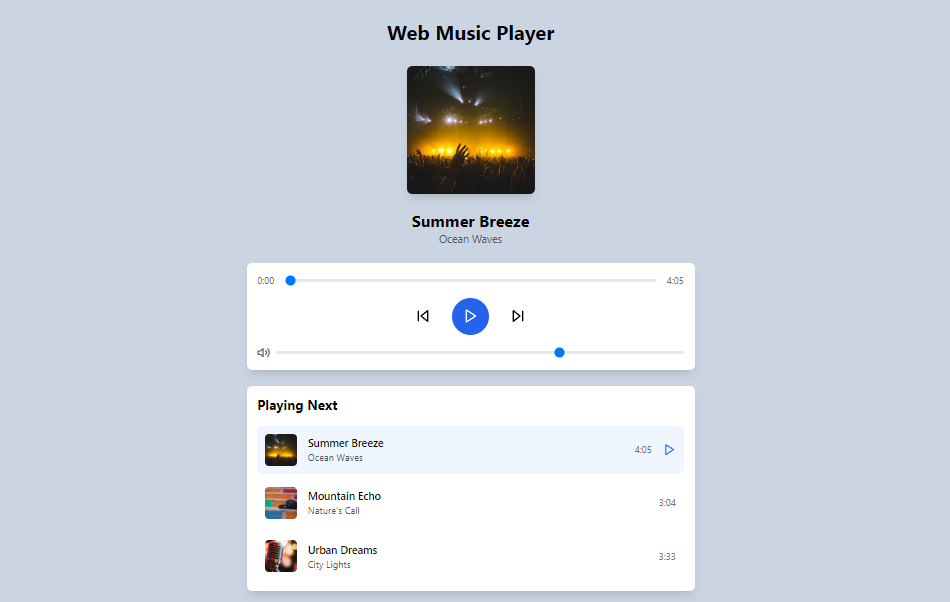 Web Music Player
Summer Breeze
Ocean Waves
0:00 4:05
Playing Next
Summer Breeze
Ocean Waves
4:05
Mountain Echo
Nature's Call
3:04
Urban Dreams
City Lights
3:33